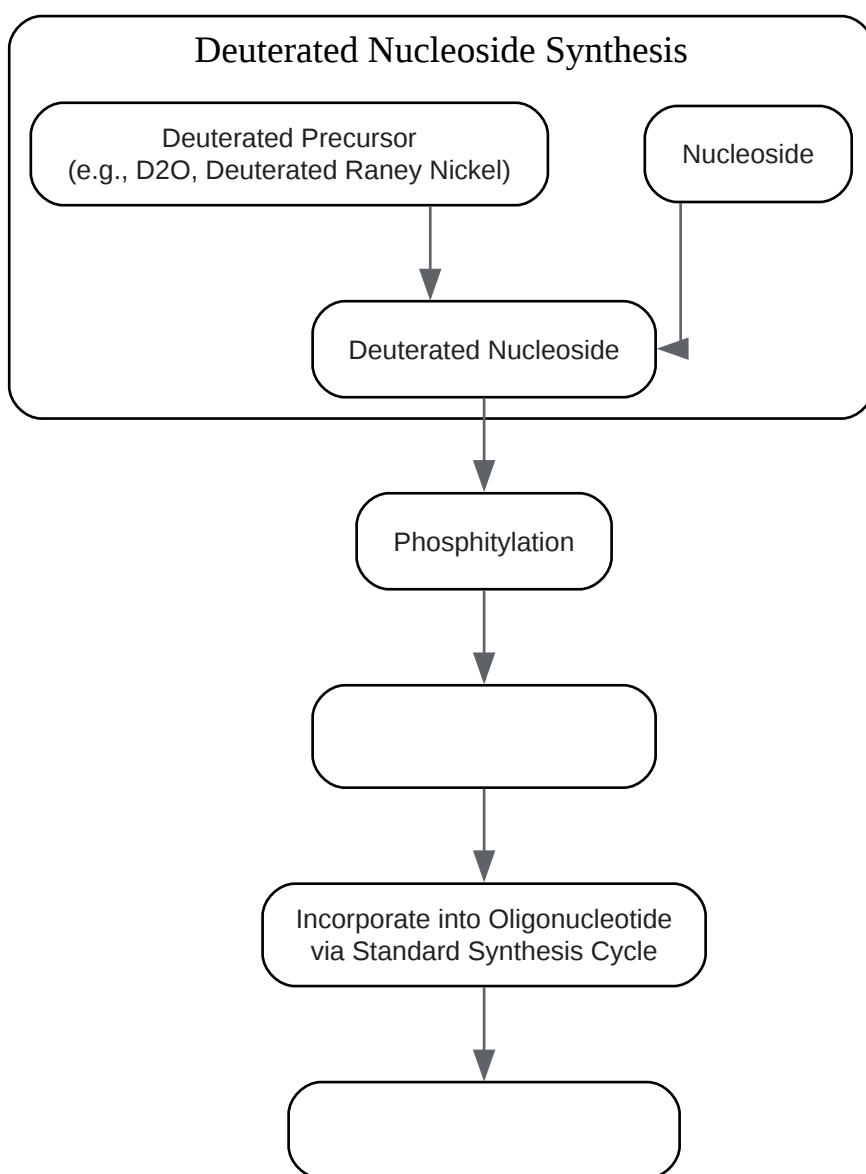 Deuterated Nucleoside Synthesis
Deuterated Precursor
(e.g., D2O, Deuterated Raney Nickel)
Nucleoside
Deuterated Nucleoside
Phosphitylation
Incorporate into Oligonucleotide
via Standard Synthesis Cycle